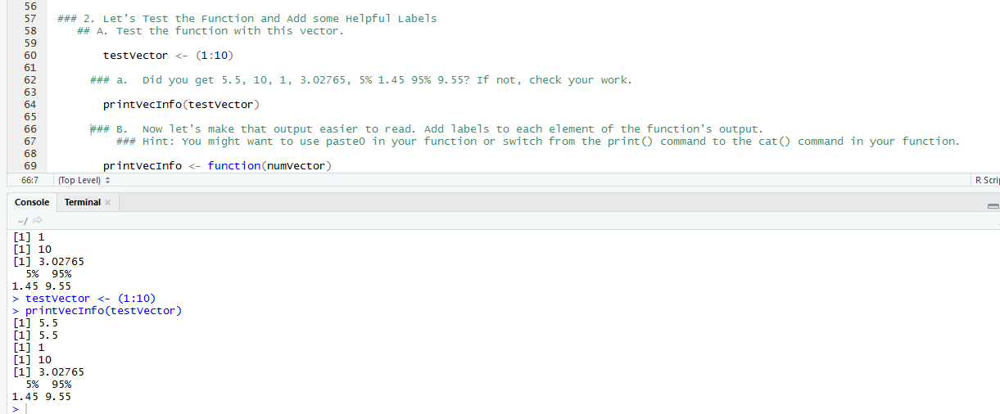 56
57 ### 2. Let's Test the Function and Add some Helpful Labels
58 ## A. Test the function with this vector.
59
60 testVector <- (1:10)
61
62 ### a.  Did you get 5.5, 10, 1, 3.02765, 5% 1.45 95% 9.55? If not, check your work.
63
64 printVecInfo(testVector)
65
66 ### B.  Now let's make that output easier to read. Add labels to each element of the function's output.
67 ### Hint: You might want to use paste0 in your function or switch from the print() command to the cat() command in your function.
68
69 printVecInfo <- function(numVector)
66:7 (Top Level) R Scrip
Console Terminal
~/
[1] 1
[1] 10
[1] 3.02765
5% 95%
1.45 9.55
> testVector <- (1:10)
> printVecInfo(testVector)
[1] 5.5
[1] 5.5
[1] 1
[1] 10
[1] 3.02765
5% 95%
1.45 9.55
>